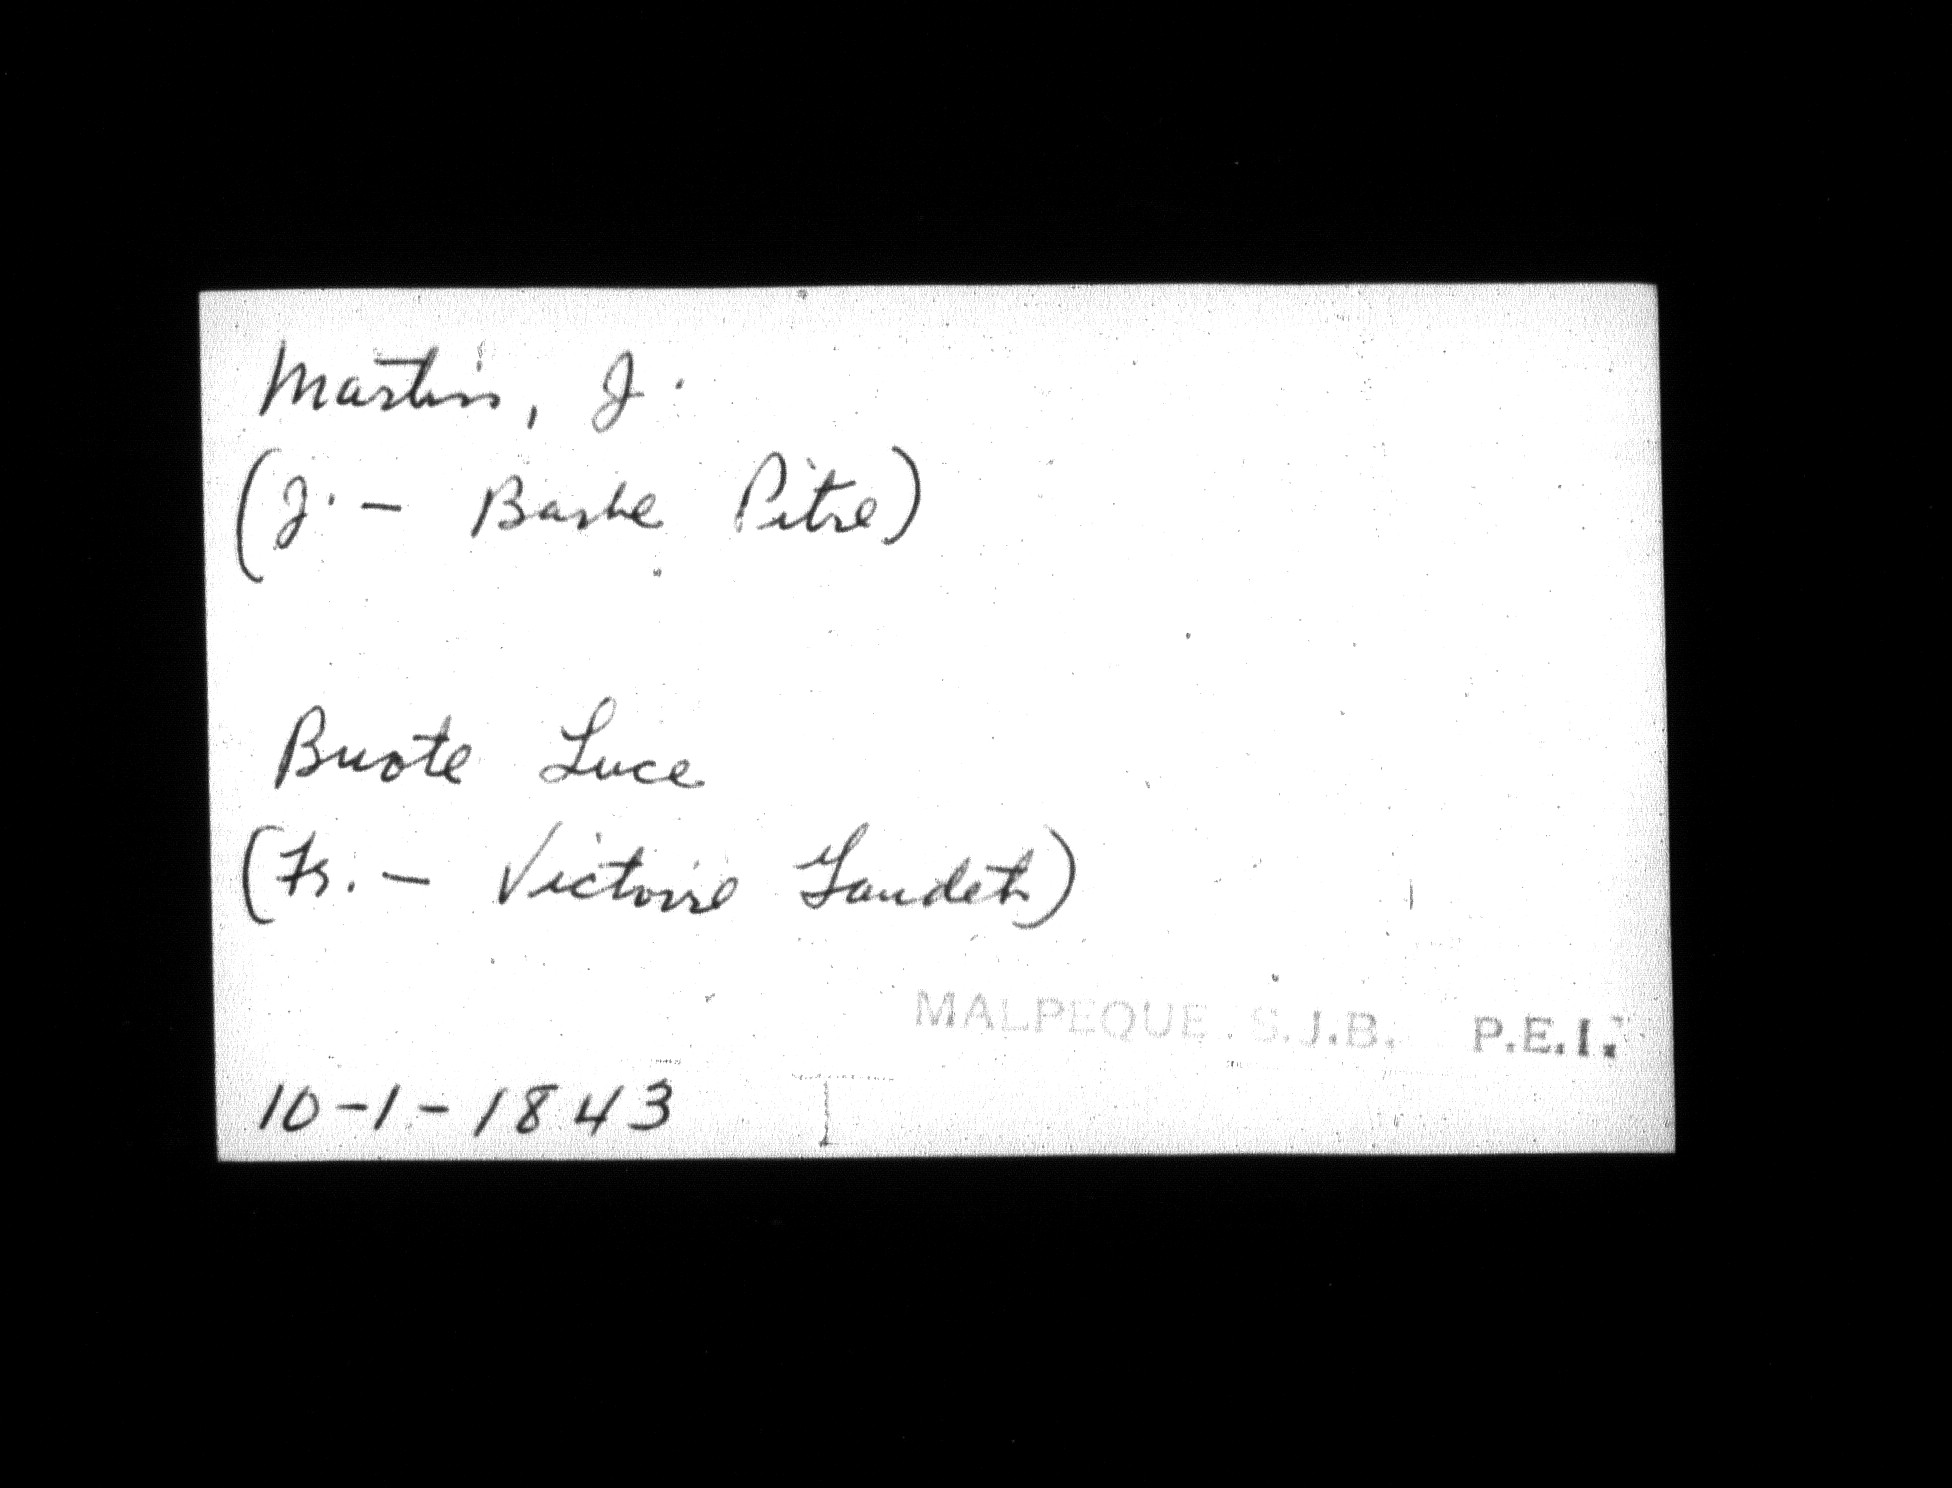 Martin, J.
(J. - Barbe Pitre)
Buote Luce
(Fs. - Victoire Gaudet)
MALPEQUE S.J.B. P.E.I.
10-1-1843